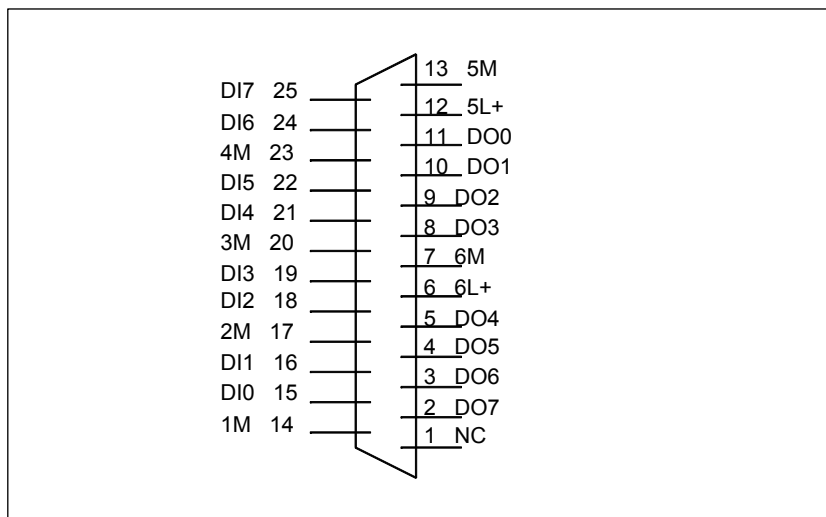 13 5M
DI7 25
12 5L+
DI6 24
11 DO0
4M 23
10 DO1
DI5 22
9 DO2
DI4 21
8 DO3
3M 20
7 6M
DI3 19
6 6L+
DI2 18
5 DO4
2M 17
4 DO5
DI1 16
3 DO6
DI0 15
2 DO7
1M 14
1 NC